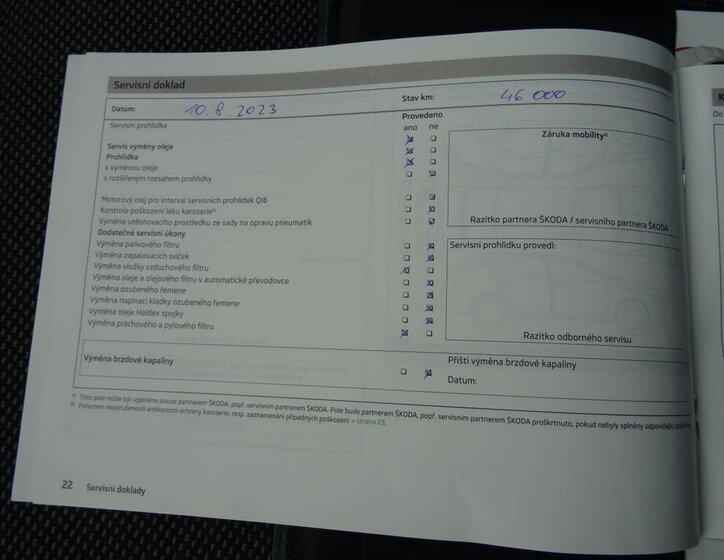 Servisní doklad
Datum: 10.8.2023
Stav km: 46 000
Servisní prohlídka
Provedeno
ano ne
Servis výměny oleje
Prohlídka
s výměnou oleje
s rozšířeným rozsahem prohlídky
Motorový olej pro interval servisních prohlídek QI6
Kontrola poškození laku karoserie b)
Výměna utěsňovacího prostředku ze sady na opravu pneumatik
Dodatečné servisní úkony
Výměna palivového filtru
Výměna zapalovacích svíček
Výměna vložky vzduchového filtru
Výměna oleje a olejového filtru v automatické převodovce
Výměna ozubeného řemene
Výměna napínací kladky ozubeného řemene
Výměna oleje Haldex spojky
Výměna prachového a pylového filtru
Záruka mobility a)
Razítko partnera ŠKODA / servisního partnera ŠKODA
Servisní prohlídku provedl:
Razítko odborného servisu
Výměna brzdové kapaliny
Příští výměna brzdové kapaliny
Datum:
a) Toto pole může být vyplněno pouze partnerem ŠKODA, popř. servisním partnerem ŠKODA. Pole bude partnerem ŠKODA, popř. servisním partnerem ŠKODA proškrtnuto, pokud nebyly splněny odpovídající
b) Potvrzení neporušenosti antikorozní ochrany karoserie, resp. zaznamenání případných poškození » strana 23.
22 Servisní doklady
K
Do